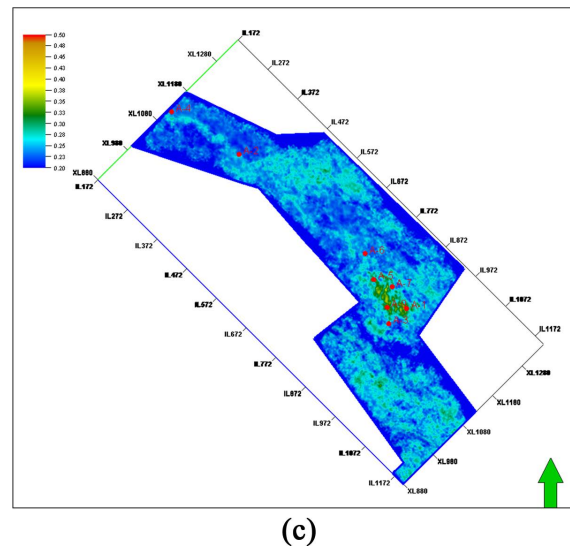 0.50
0.48
0.45
0.43
0.40
0.38
0.35
0.33
0.30
0.28
0.25
0.23
0.20
IL172
XL1280
XL1180
XL1080
XL980
XL880
IL172
IL272
IL372
IL472
IL572
IL672
IL772
IL872
IL972
IL1072
IL1172
IL272
IL372
IL472
IL572
IL672
IL772
IL872
IL972
IL1072
IL1172
XL1280
XL1180
XL1080
XL980
XL880
(c)